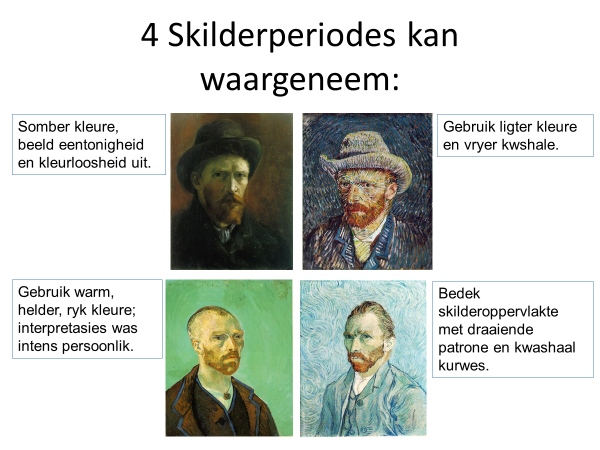 4 Skilderperiodes kan
waargeneem:
Somber kleure,
beeld eentonigheid
en kleurloosheid uit.
Gebruik ligter kleure
en vryer kwshale.
Gebruik warm,
helder, ryk kleure;
interpretasies was
intens persoonlik.
Bedek
skilderoppervlakte
met draaiende
patrone en kwashaal
kurwes.